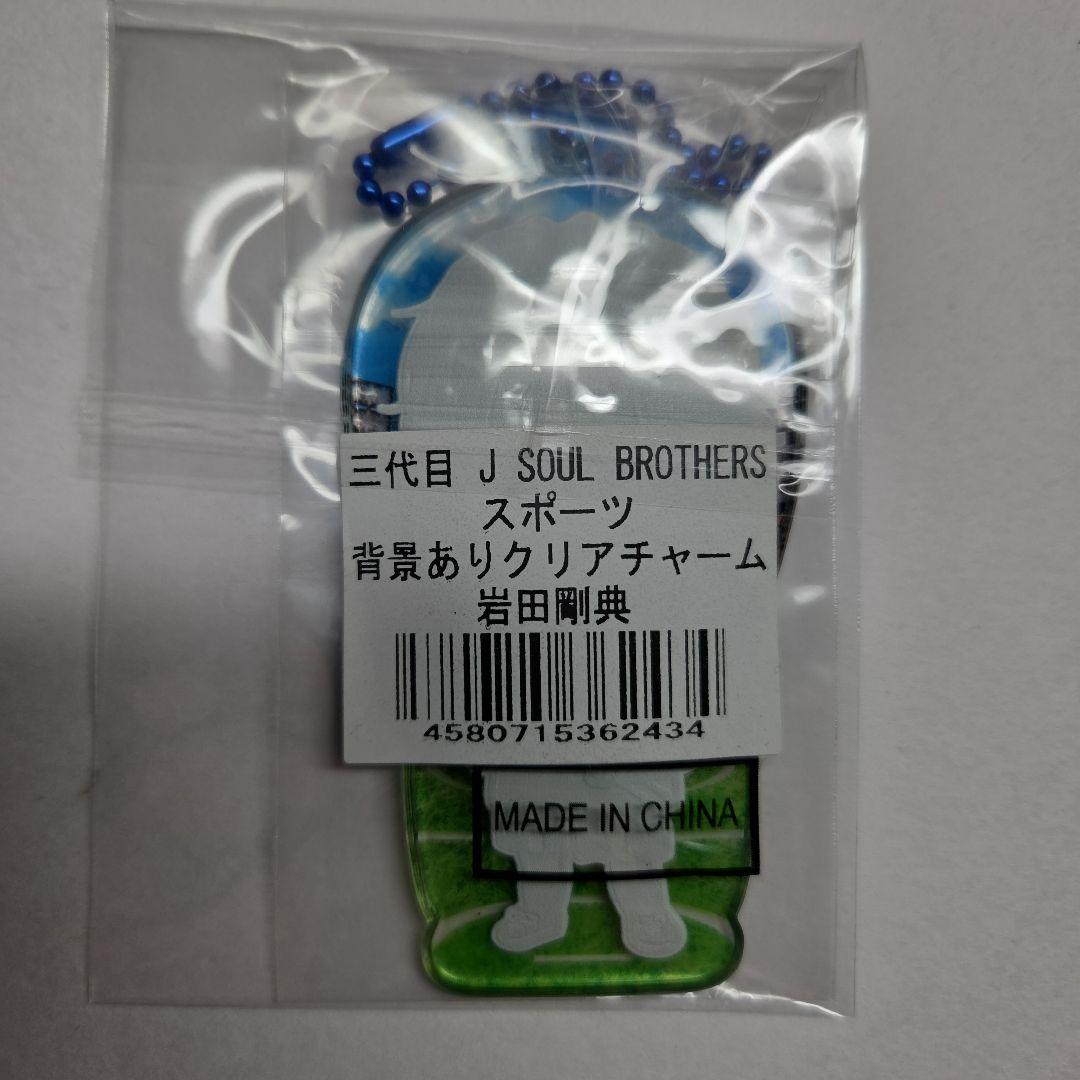 三代目 J SOUL BROTHERS
スポーツ
背景ありクリアチャーム
岩田剛典
4580715362434
MADE IN CHINA